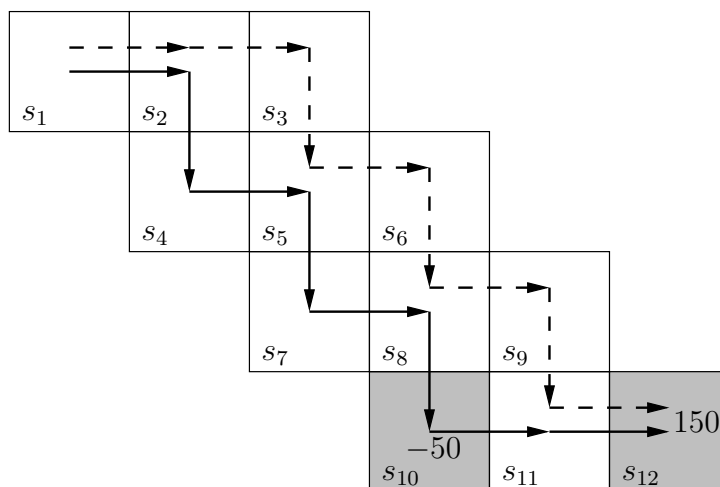 s₁ s₂ s₃
s₄ s₅ s₆
s₇ s₈ s₉
150
−50
s₁₀ s₁₁ s₁₂